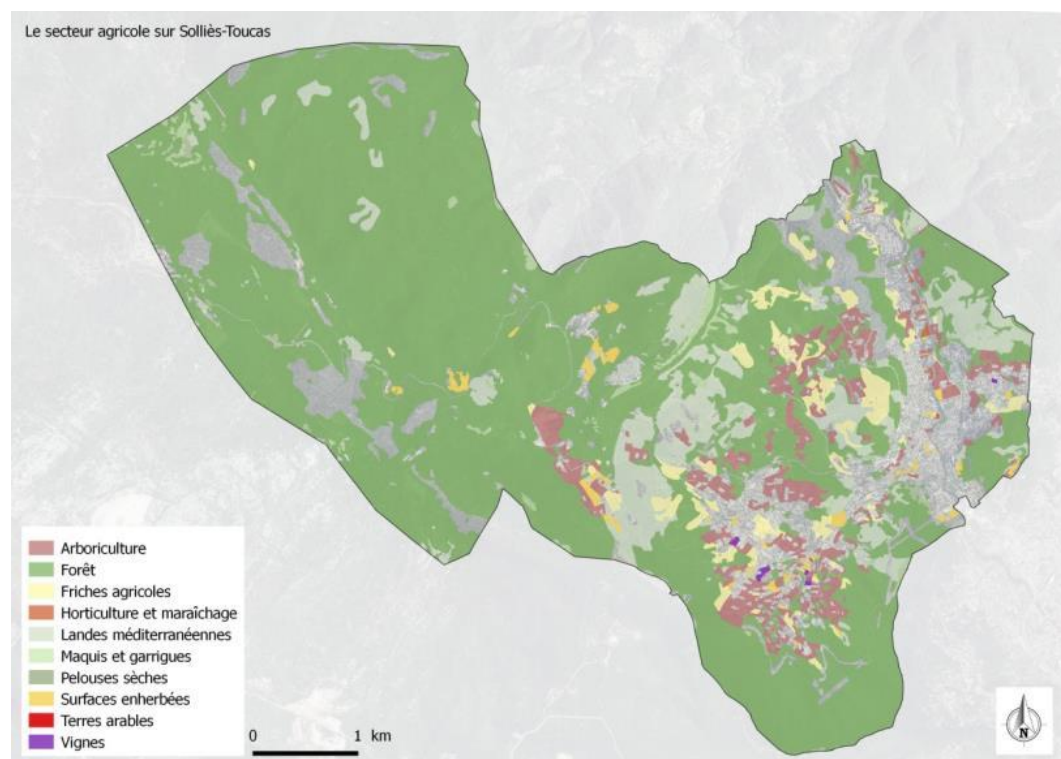 Le secteur agricole sur Solliès-Toucas
Arboriculture
Forêt
Friches agricoles
Horticulture et maraîchage
Landes méditerranéennes
Maquis et garrigues
Pelouses sèches
Surfaces enherbées
Terres arables
Vignes
0 1 km
N